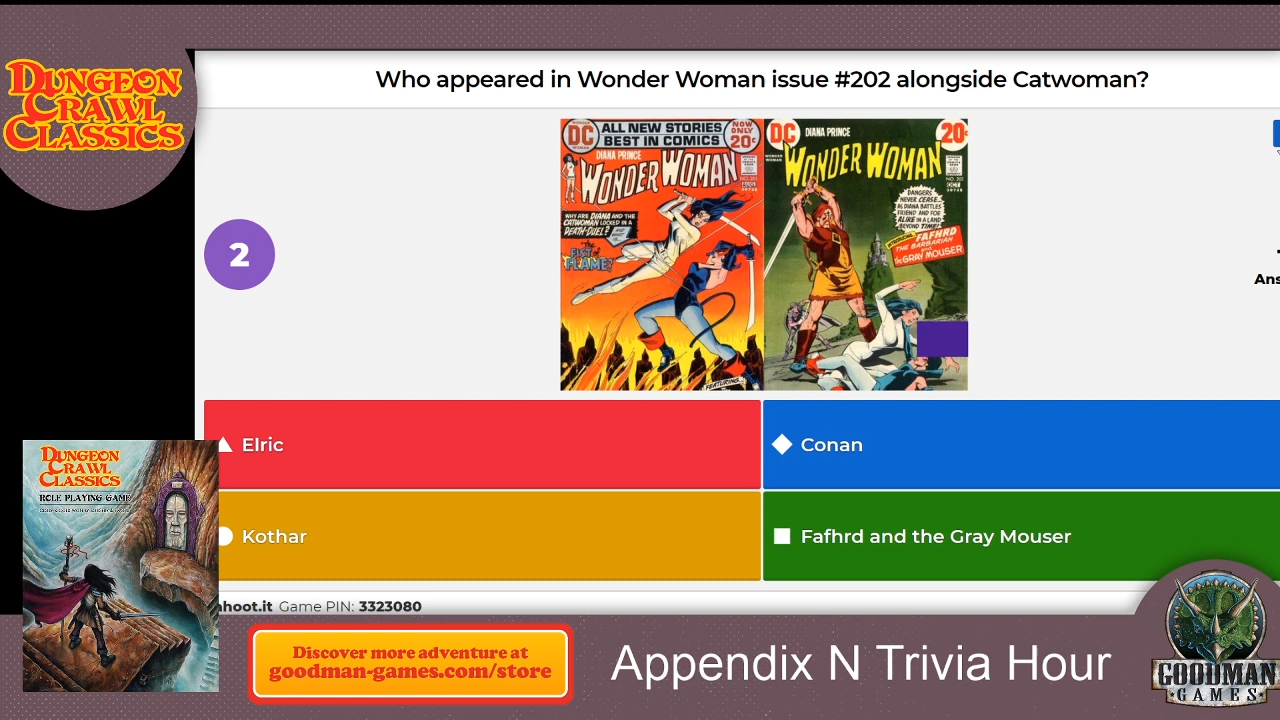 DUNGEON
CRAWL
CLASSICS
Who appeared in Wonder Woman issue #202 alongside Catwoman?
2
DC
ALL NEW STORIES
BEST IN COMICS
NOW
ONLY
20¢
DIANA PRINCE
WONDER WOMAN
WHY ARE DIANA AND THE
CATWOMAN LOCKED IN A
DEATH-DUEL?
FIST of
FLAME!
FEATURING...
DC
DIANA PRINCE
20¢
WONDER WOMAN
DANGERS
NEVER CEASE...
AS DIANA BATTLES
FRIEND AND FOE
ALIKE IN A LAND
BEYOND TIME!
FAFHRD
THE BARBARIAN
and
the GRAY MOUSER
Ans
Elric
Conan
Kothar
Fafhrd and the Gray Mouser
DUNGEON
CRAWL
CLASSICS
ROLE PLAYING GAME
ahoot.it Game PIN: 3323080
Discover more adventure at
goodman-games.com/store
Appendix N Trivia Hour
GOODMAN
GAMES